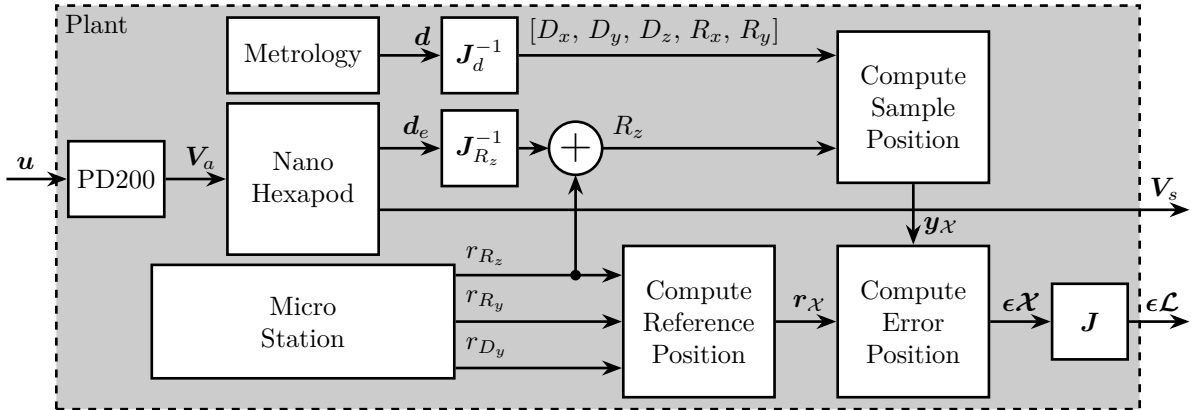 Plant
Metrology
𝒅
𝑱_d^{-1}
[D_x, D_y, D_z, R_x, R_y]
Compute
Sample
Position
𝒖
PD200
𝑽_a
Nano
Hexapod
𝒅_e
𝑱_{R_z}^{-1}
+
R_z
𝑽_s
𝒚_𝒳
Micro
Station
r_{R_z}
r_{R_y}
r_{D_y}
Compute
Reference
Position
𝒓_𝒳
Compute
Error
Position
𝝐𝓧
𝑱
𝝐𝓛